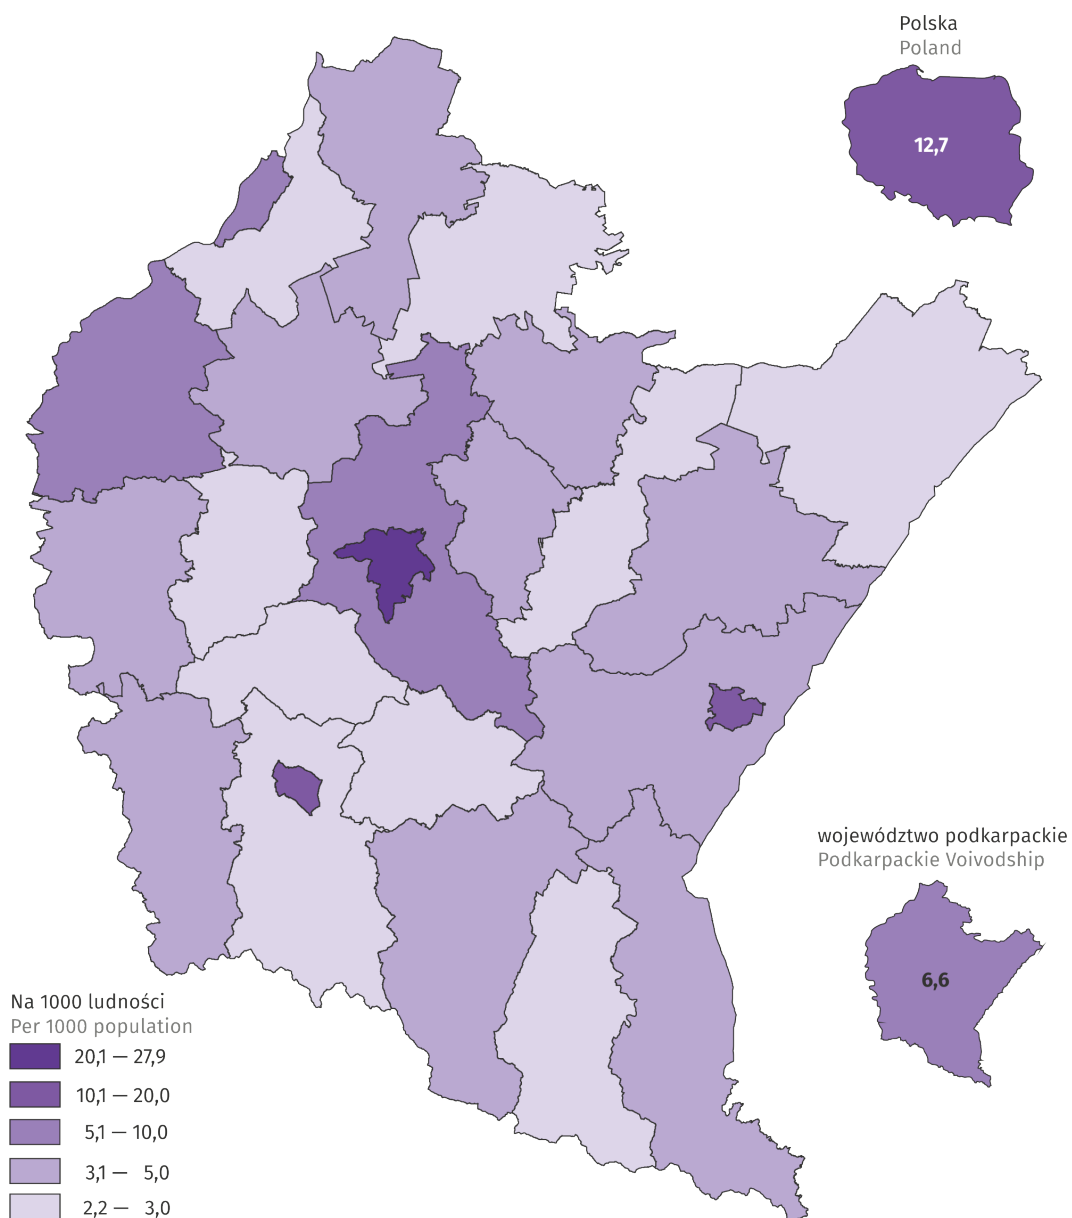 Polska
Poland
12,7
województwo podkarpackie
Podkarpackie Voivodship
6,6
Na 1000 ludności
Per 1000 population
20,1 — 27,9
10,1 — 20,0
5,1 — 10,0
3,1 — 5,0
2,2 — 3,0